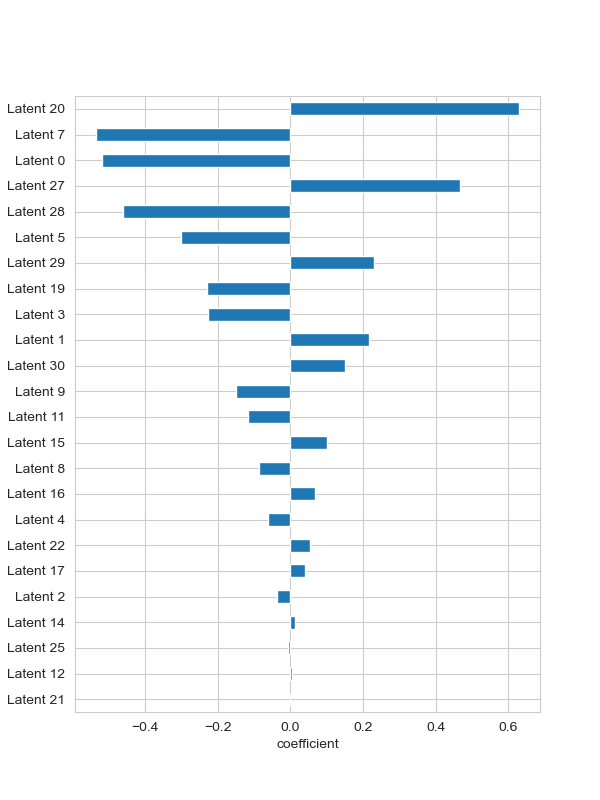 Latent 20
Latent 7
Latent 0
Latent 27
Latent 28
Latent 5
Latent 29
Latent 19
Latent 3
Latent 1
Latent 30
Latent 9
Latent 11
Latent 15
Latent 8
Latent 16
Latent 4
Latent 22
Latent 17
Latent 2
Latent 14
Latent 25
Latent 12
Latent 21
−0.4 −0.2 0.0 0.2 0.4 0.6
coefficient